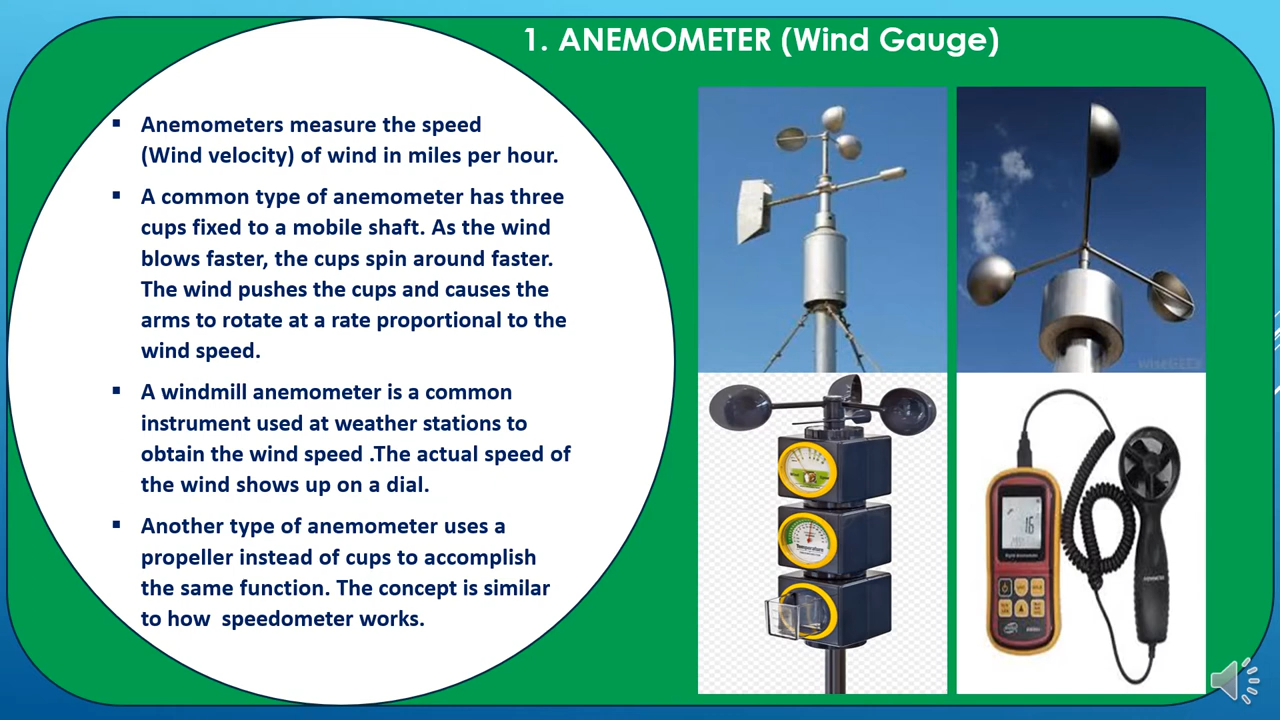 1. ANEMOMETER (Wind Gauge)
▪ Anemometers measure the speed
(Wind velocity) of wind in miles per hour.
▪ A common type of anemometer has three
cups fixed to a mobile shaft. As the wind
blows faster, the cups spin around faster.
The wind pushes the cups and causes the
arms to rotate at a rate proportional to the
wind speed.
▪ A windmill anemometer is a common
instrument used at weather stations to
obtain the wind speed .The actual speed of
the wind shows up on a dial.
▪ Another type of anemometer uses a
propeller instead of cups to accomplish
the same function. The concept is similar
to how  speedometer works.
wiseGEEK
Temperature
16